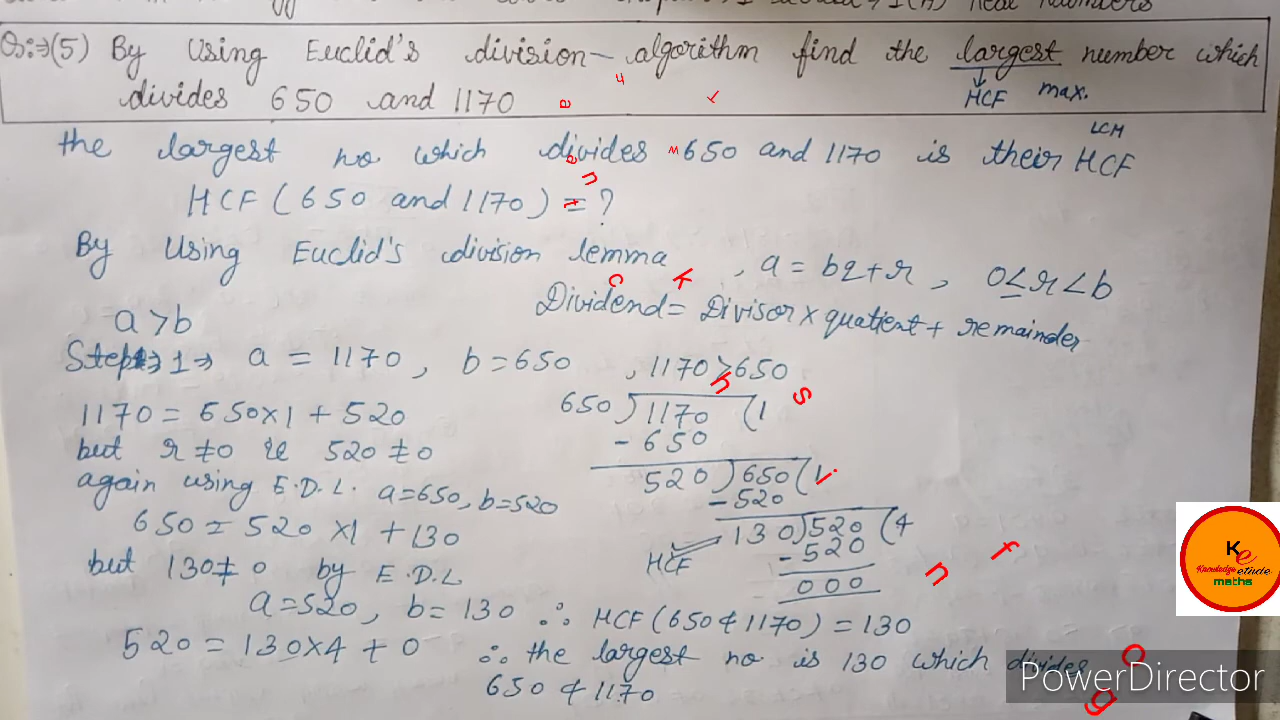 Q:⇒(5) By Using Euclid's division- algorithm find the largest number which
divides 650 and 1170
HCF max.
LCM
the largest no which divides 650 and 1170 is their HCF
HCF (650 and 1170) = ?
By Using Euclid's division lemma , a = bq + r , 0 ≤ r < b
Dividend = Divisor × quatient + remainder
a > b
Step 1 ⇒ a = 1170 , b = 650 , 1170 > 650
1170 = 650 × 1 + 520
but r ≠ 0 ie 520 ≠ 0
again using E.D.L. a=650, b=520
650 = 520 × 1 + 130
but 130 ≠ 0 by E.D.L
a=520, b= 130
520 = 130 × 4 + 0
650 ) 1170 ( 1
- 650
520 ) 650 ( 1
- 520
HCF 130 ) 520 ( 4
- 520
000
∴ HCF (650 & 1170) = 130
∴ the largest no is 130 which divides
650 & 1170
Ke
Knowledge etitude
maths
PowerDirector